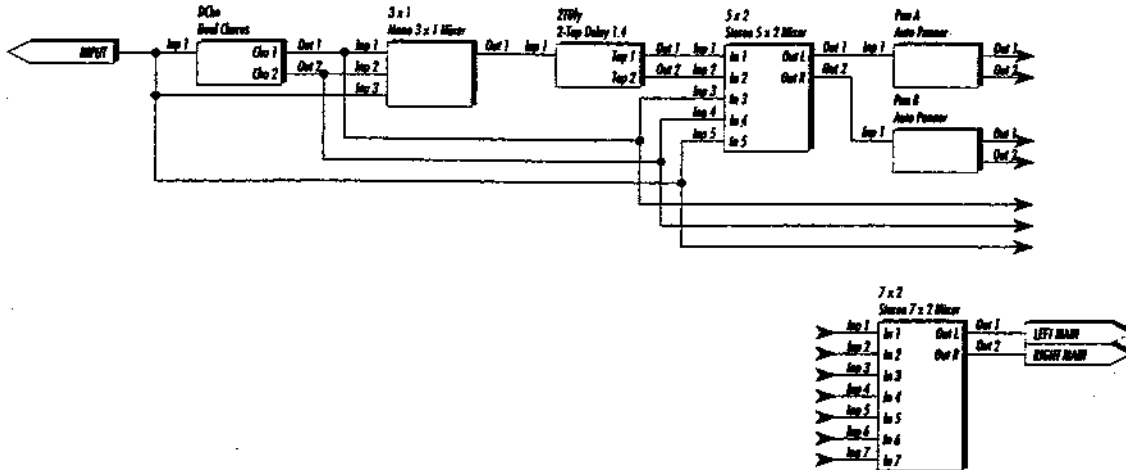 DCho
Dual Chorus
3 x 1
Mono 3 x 1 Mixer
2TDly
2-Tap Delay 1.4
5 x 2
Stereo 5 x 2 Mixer
Pan A
Auto Panner
INPUT
Inp 1
Cho 1
Cho 2
Out 1
Out 2
Inp 1
Inp 2
Inp 3
Out 1
Inp 1
Tap 1
Tap 2
Out 1
Out 2
Inp 1
Inp 2
Inp 3
Inp 4
Inp 5
In 1
In 2
In 3
In 4
In 5
Out L
Out R
Out 1
Out 2
Inp 1
Out 1
Out 2
Pan B
Auto Panner
Inp 1
Out 1
Out 2
7 x 2
Stereo 7 x 2 Mixer
Inp 1
Inp 2
Inp 3
Inp 4
Inp 5
Inp 6
Inp 7
In 1
In 2
In 3
In 4
In 5
In 6
In 7
Out L
Out R
Out 1
Out 2
LEFT MAIN
RIGHT MAIN